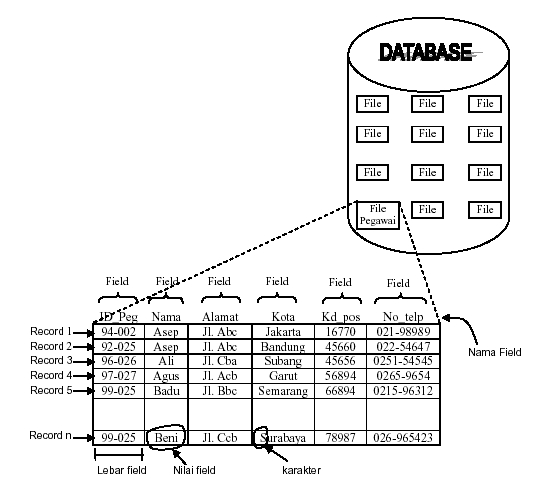 DATABASE
File File File
File File File
File File File
File Pegawai File File
Field Field Field Field Field Field
ID_Peg Nama Alamat Kota Kd_pos No_telp
Record 1 94-002 Asep Jl. Abc Jakarta 16770 021-98989
Record 2 92-025 Asep Jl. Abc Bandung 45660 022-54647
Nama Field
Record 3 96-026 Ali Jl. Cba Subang 45656 0251-54545
Record 4 97-027 Agus Jl. Acb Garut 56894 0265-9654
Record 5 99-025 Badu Jl. Bbc Semarang 66894 0215-96312
Record n 99-025 Beni Jl. Ccb Surabaya 78987 026-965423
Lebar field Nilai field karakter